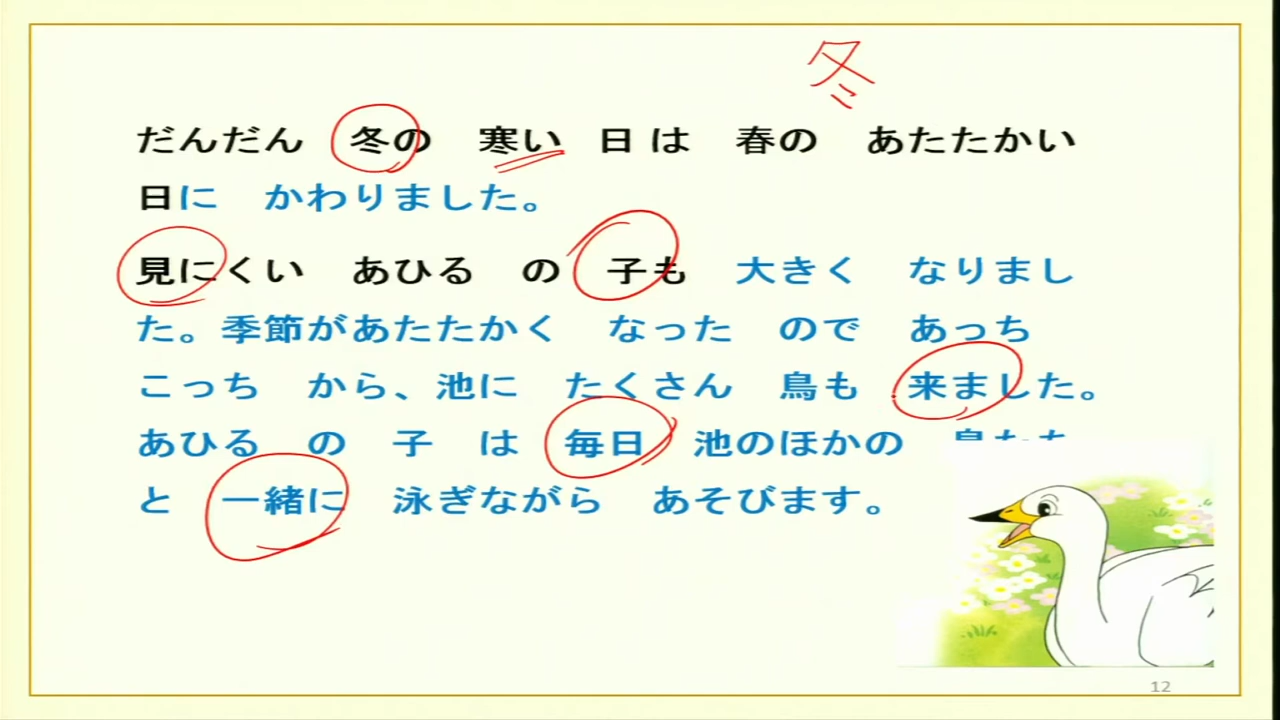 冬
だんだん 冬の 寒い 日は 春の あたたかい
日に かわりました。
見にくい あひる の 子も 大きく なりまし
た。季節があたたかく なった ので あっち
こっち から、池に たくさん 鳥も 来ました。
あひる の 子 は 毎日 池のほかの
と 一緒に 泳ぎながら あそびます。
12